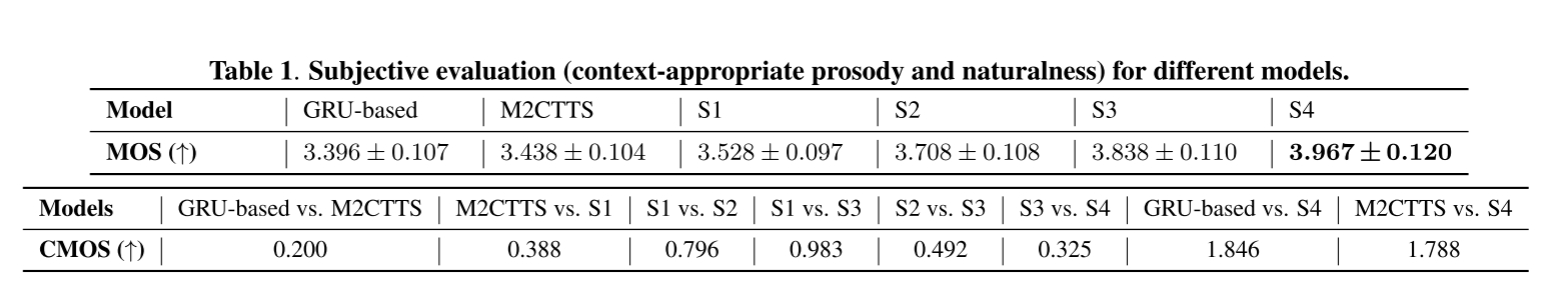 Table 1. Subjective evaluation (context-appropriate prosody and naturalness) for different models.
Model | GRU-based | M2CTTS | S1 | S2 | S3 | S4
MOS (↑) | 3.396 ± 0.107 | 3.438 ± 0.104 | 3.528 ± 0.097 | 3.708 ± 0.108 | 3.838 ± 0.110 | 3.967 ± 0.120
Models | GRU-based vs. M2CTTS | M2CTTS vs. S1 | S1 vs. S2 | S1 vs. S3 | S2 vs. S3 | S3 vs. S4 | GRU-based vs. S4 | M2CTTS vs. S4
CMOS (↑) | 0.200 | 0.388 | 0.796 | 0.983 | 0.492 | 0.325 | 1.846 | 1.788